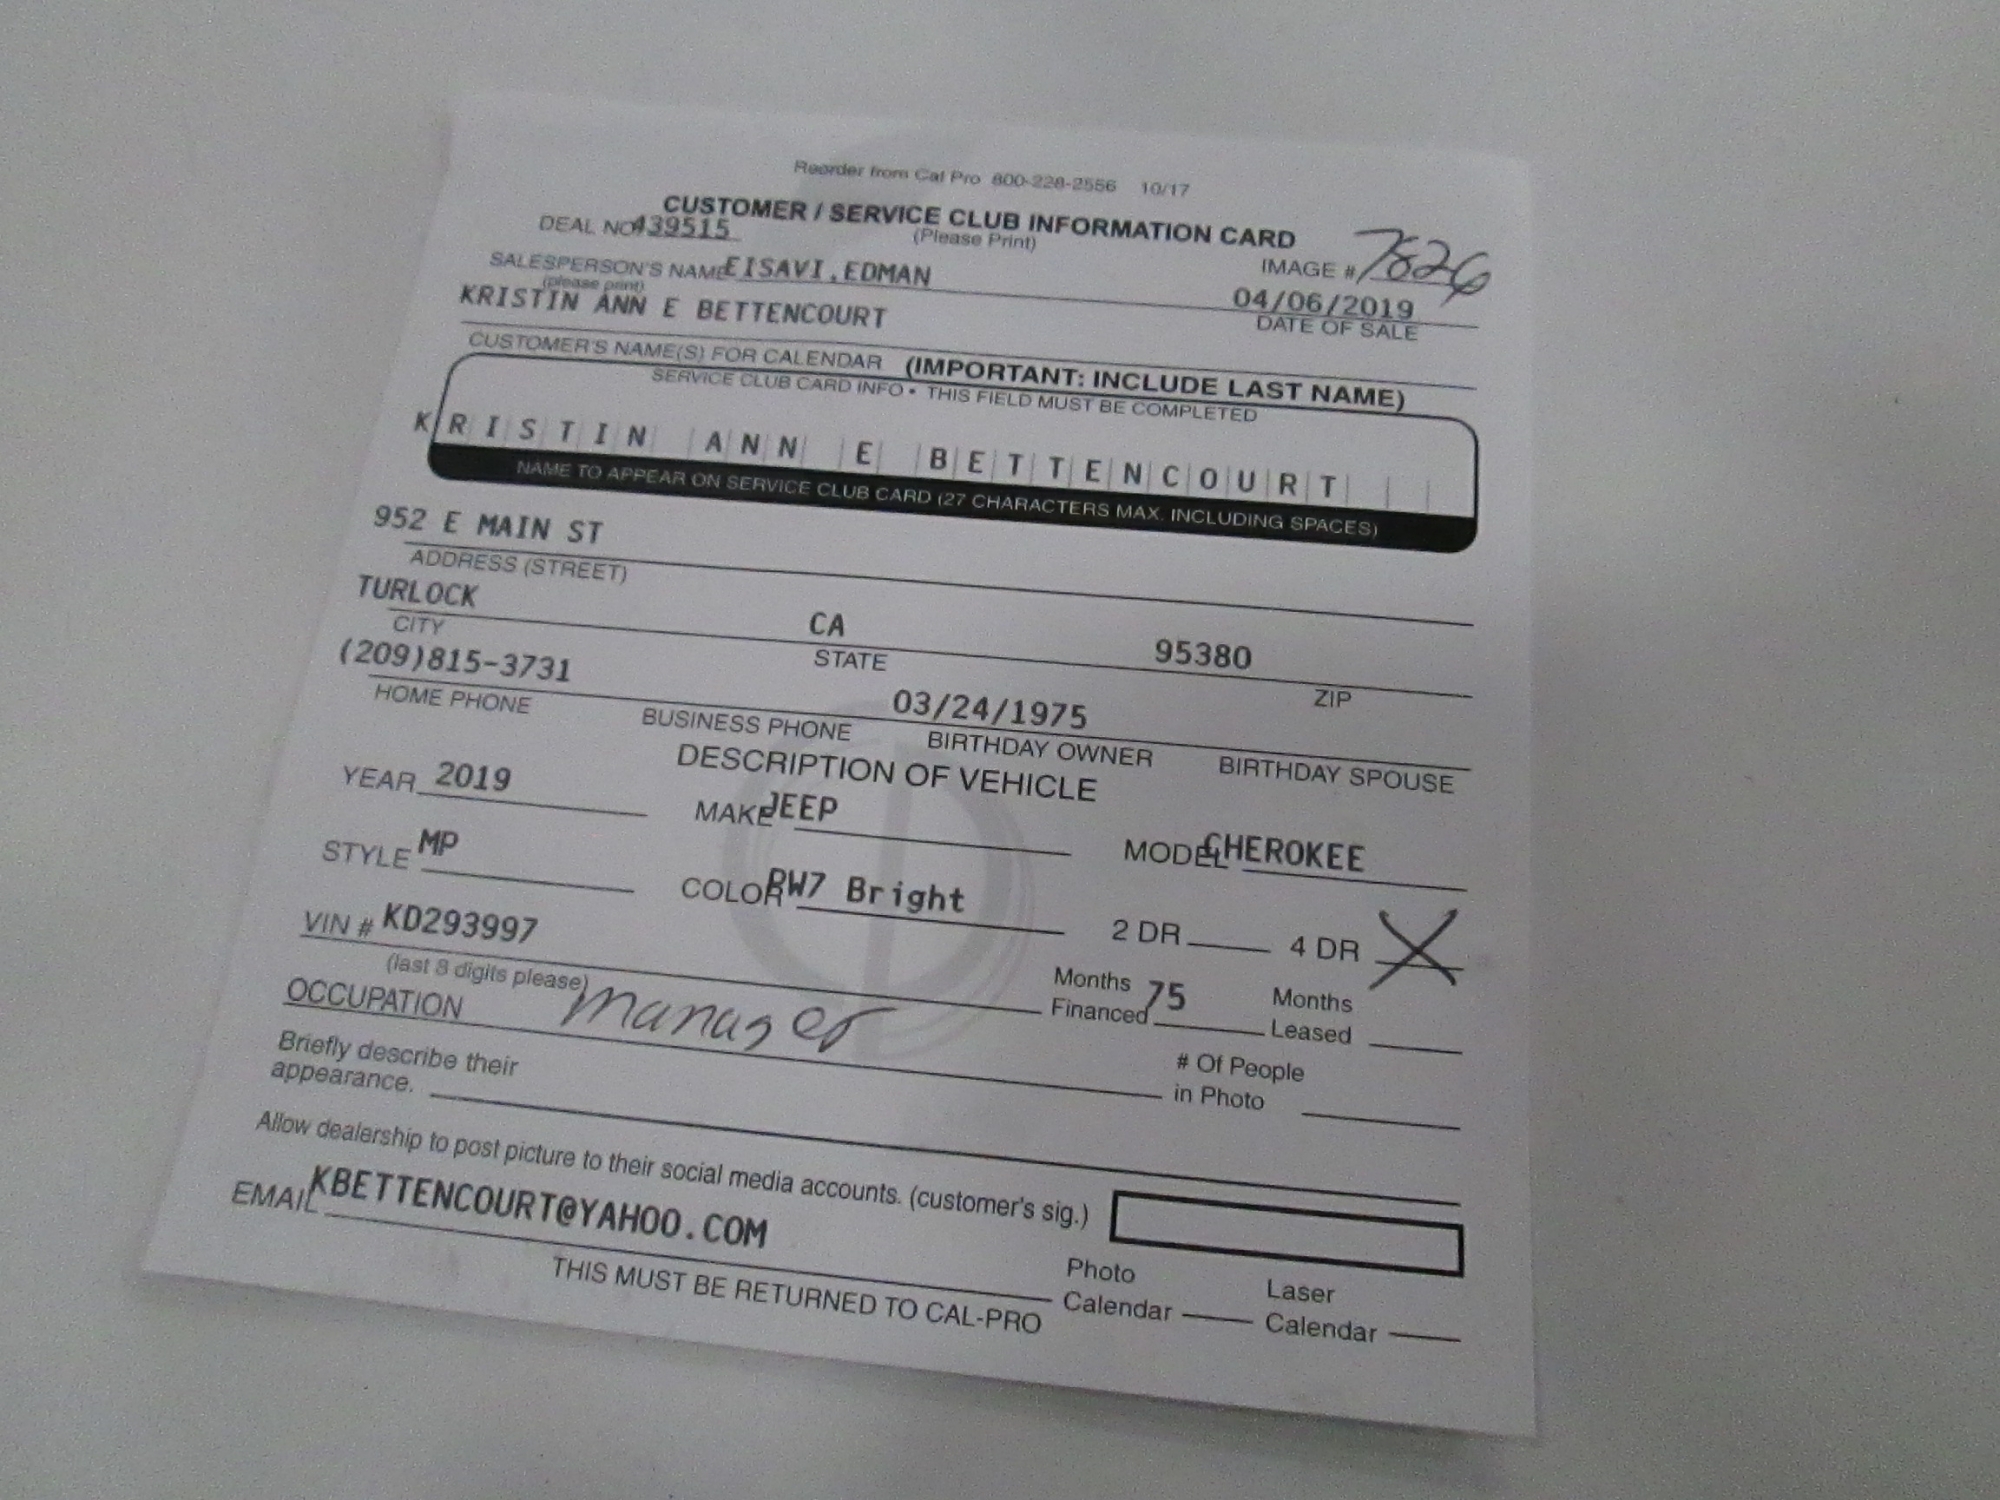 Reorder from Cal Pro 800-228-2556 10/17
CUSTOMER / SERVICE CLUB INFORMATION CARD
DEAL NO 439515 (Please Print)
SALESPERSON'S NAME EISAVI,EDMAN IMAGE # 7826
(please print)
KRISTIN ANN E BETTENCOURT 04/06/2019
DATE OF SALE
CUSTOMER'S NAME(S) FOR CALENDAR (IMPORTANT: INCLUDE LAST NAME)
SERVICE CLUB CARD INFO • THIS FIELD MUST BE COMPLETED
KRISTIN ANN E BETTENCOURT
NAME TO APPEAR ON SERVICE CLUB CARD (27 CHARACTERS MAX. INCLUDING SPACES)
952 E MAIN ST
ADDRESS (STREET)
TURLOCK CA 95380
CITY STATE ZIP
(209)815-3731 03/24/1975
HOME PHONE BUSINESS PHONE BIRTHDAY OWNER BIRTHDAY SPOUSE
DESCRIPTION OF VEHICLE
YEAR 2019 MAKE JEEP MODEL CHEROKEE
STYLE MP COLOR PW7 Bright 2 DR 4 DR X
VIN # KD293997
(last 8 digits please) Months Financed 75 Months Leased
OCCUPATION manager
# Of People in Photo
Briefly describe their
appearance.
Allow dealership to post picture to their social media accounts. (customer's sig.)
EMAIL KBETTENCOURT@YAHOO.COM
Photo Calendar Laser Calendar
THIS MUST BE RETURNED TO CAL-PRO